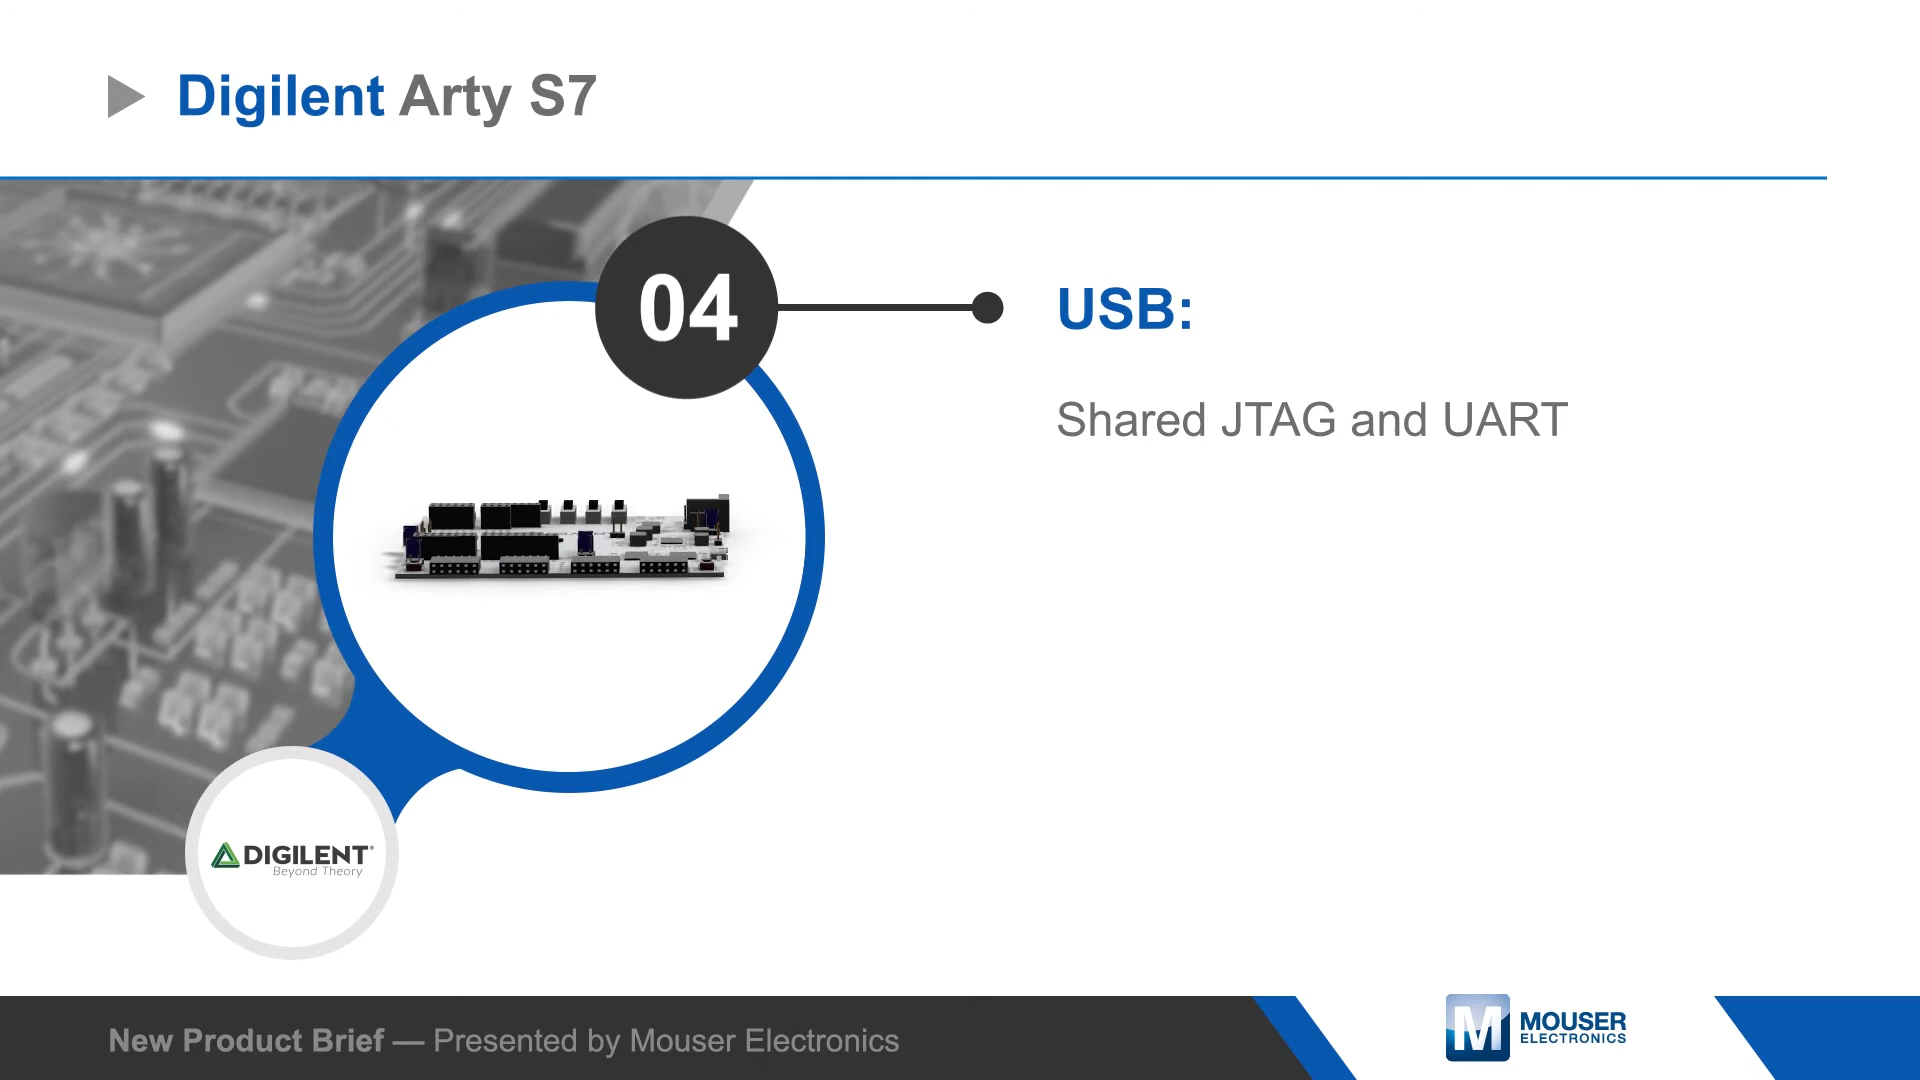 Digilent Arty S7
04
USB:
Shared JTAG and UART
DIGILENT®
Beyond Theory
New Product Brief — Presented by Mouser Electronics
M
MOUSER
ELECTRONICS